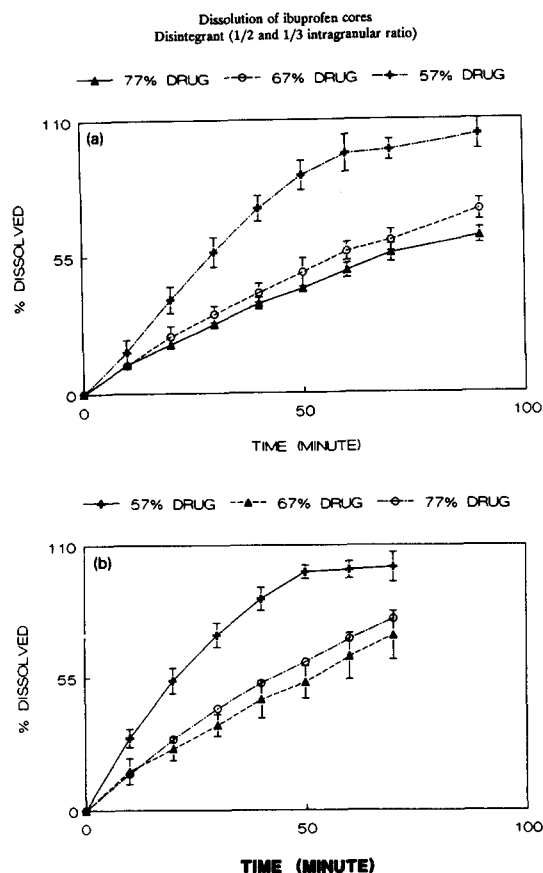 Dissolution of ibuprofen cores
Disintegrant (1/2 and 1/3 intragranular ratio)
77% DRUG 67% DRUG 57% DRUG
110
(a)
% DISSOLVED
55
0
0 50 100
TIME (MINUTE)
57% DRUG 67% DRUG 77% DRUG
110
(b)
% DISSOLVED
55
0
0 50 100
TIME (MINUTE)